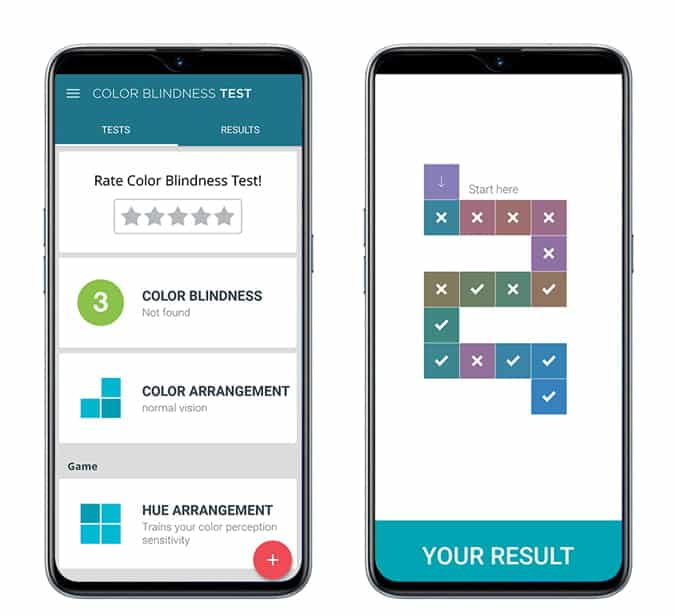 COLOR BLINDNESS TEST
TESTS RESULTS
Rate Color Blindness Test!
3
COLOR BLINDNESS
Not found
COLOR ARRANGEMENT
normal vision
Game
HUE ARRANGEMENT
Trains your color perception
sensitivity
+
↓ Start here
YOUR RESULT